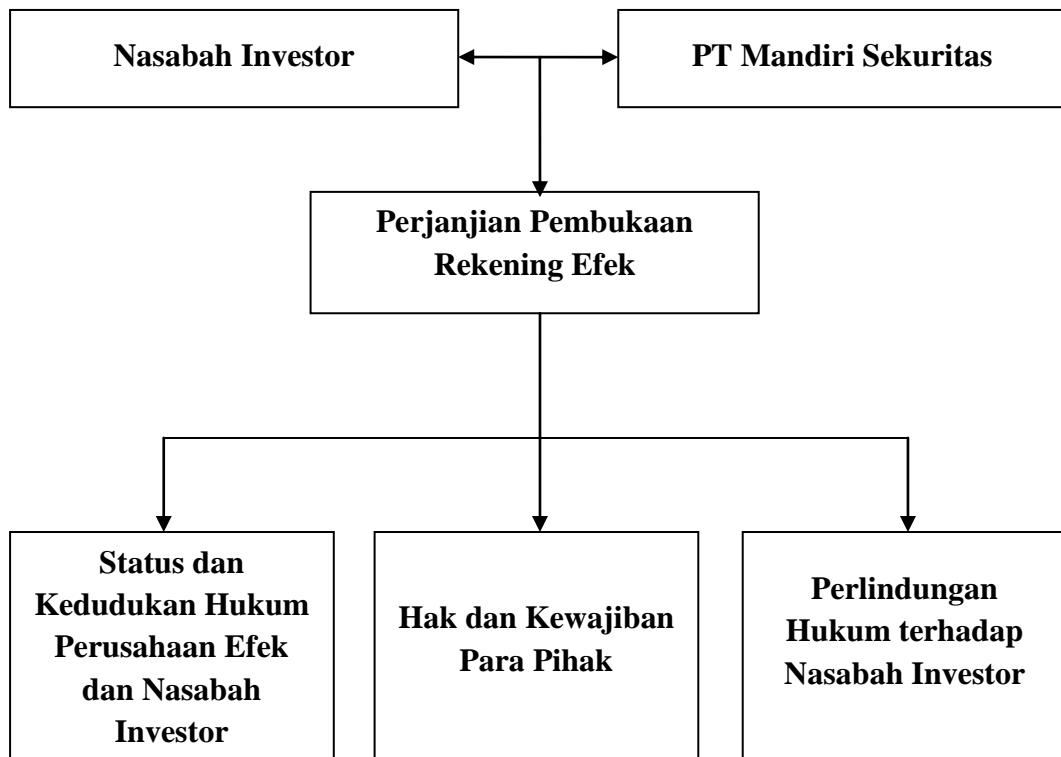 Nasabah Investor
PT Mandiri Sekuritas
Perjanjian Pembukaan
Rekening Efek
Status dan
Kedudukan Hukum
Perusahaan Efek
dan Nasabah
Investor
Hak dan Kewajiban
Para Pihak
Perlindungan
Hukum terhadap
Nasabah Investor